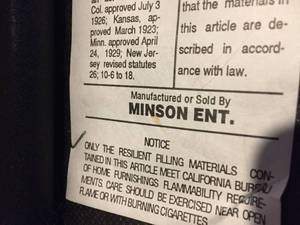 Col. approved July 3
1926; Kansas, ap-
proved March 1923;
Minn. approved April
24, 1929; New Jer-
sey revised statutes
26; 10-6 to 18.
that the materials in
this article are de-
scribed in accord-
ance with law.
Manufactured or Sold By
MINSON ENT.
NOTICE
ONLY THE RESILIENT FILLING MATERIALS CON-
TAINED IN THIS ARTICLE MEET CALIFORNIA BUREAU
OF HOME FURNISHINGS FLAMMABILITY REQUIRE-
MENTS. CARE SHOULD BE EXERCISED NEAR OPEN
FLAME OR WITH BURNING CIGARETTES